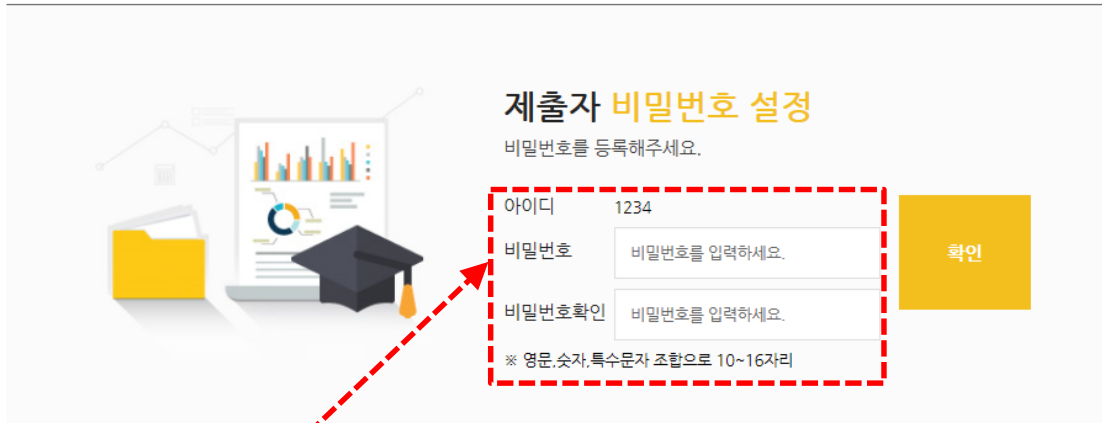 제출자 비밀번호 설정
비밀번호를 등록해주세요.
아이디 1234
비밀번호 비밀번호를 입력하세요.
확인
비밀번호확인 비밀번호를 입력하세요.
※ 영문,숫자,특수문자 조합으로 10~16자리